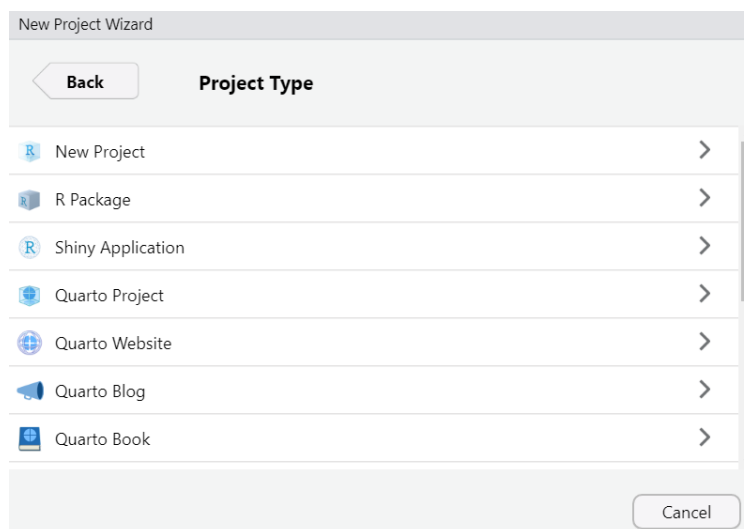 New Project Wizard
Back
Project Type
R New Project
R R Package
R Shiny Application
Quarto Project
Quarto Website
Quarto Blog
Quarto Book
Cancel